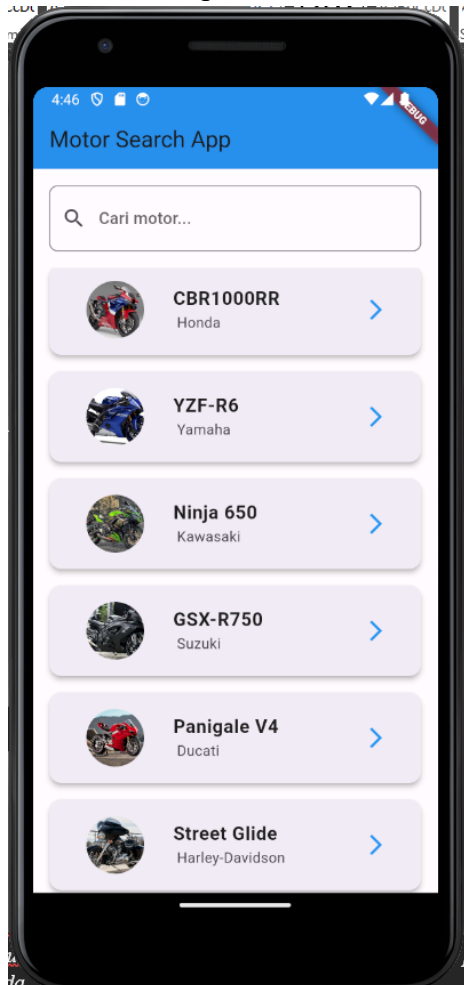 4:46
DEBUG
Motor Search App
Cari motor...
CBR1000RR
Honda
YZF-R6
Yamaha
Ninja 650
Kawasaki
GSX-R750
Suzuki
Panigale V4
Ducati
Street Glide
Harley-Davidson